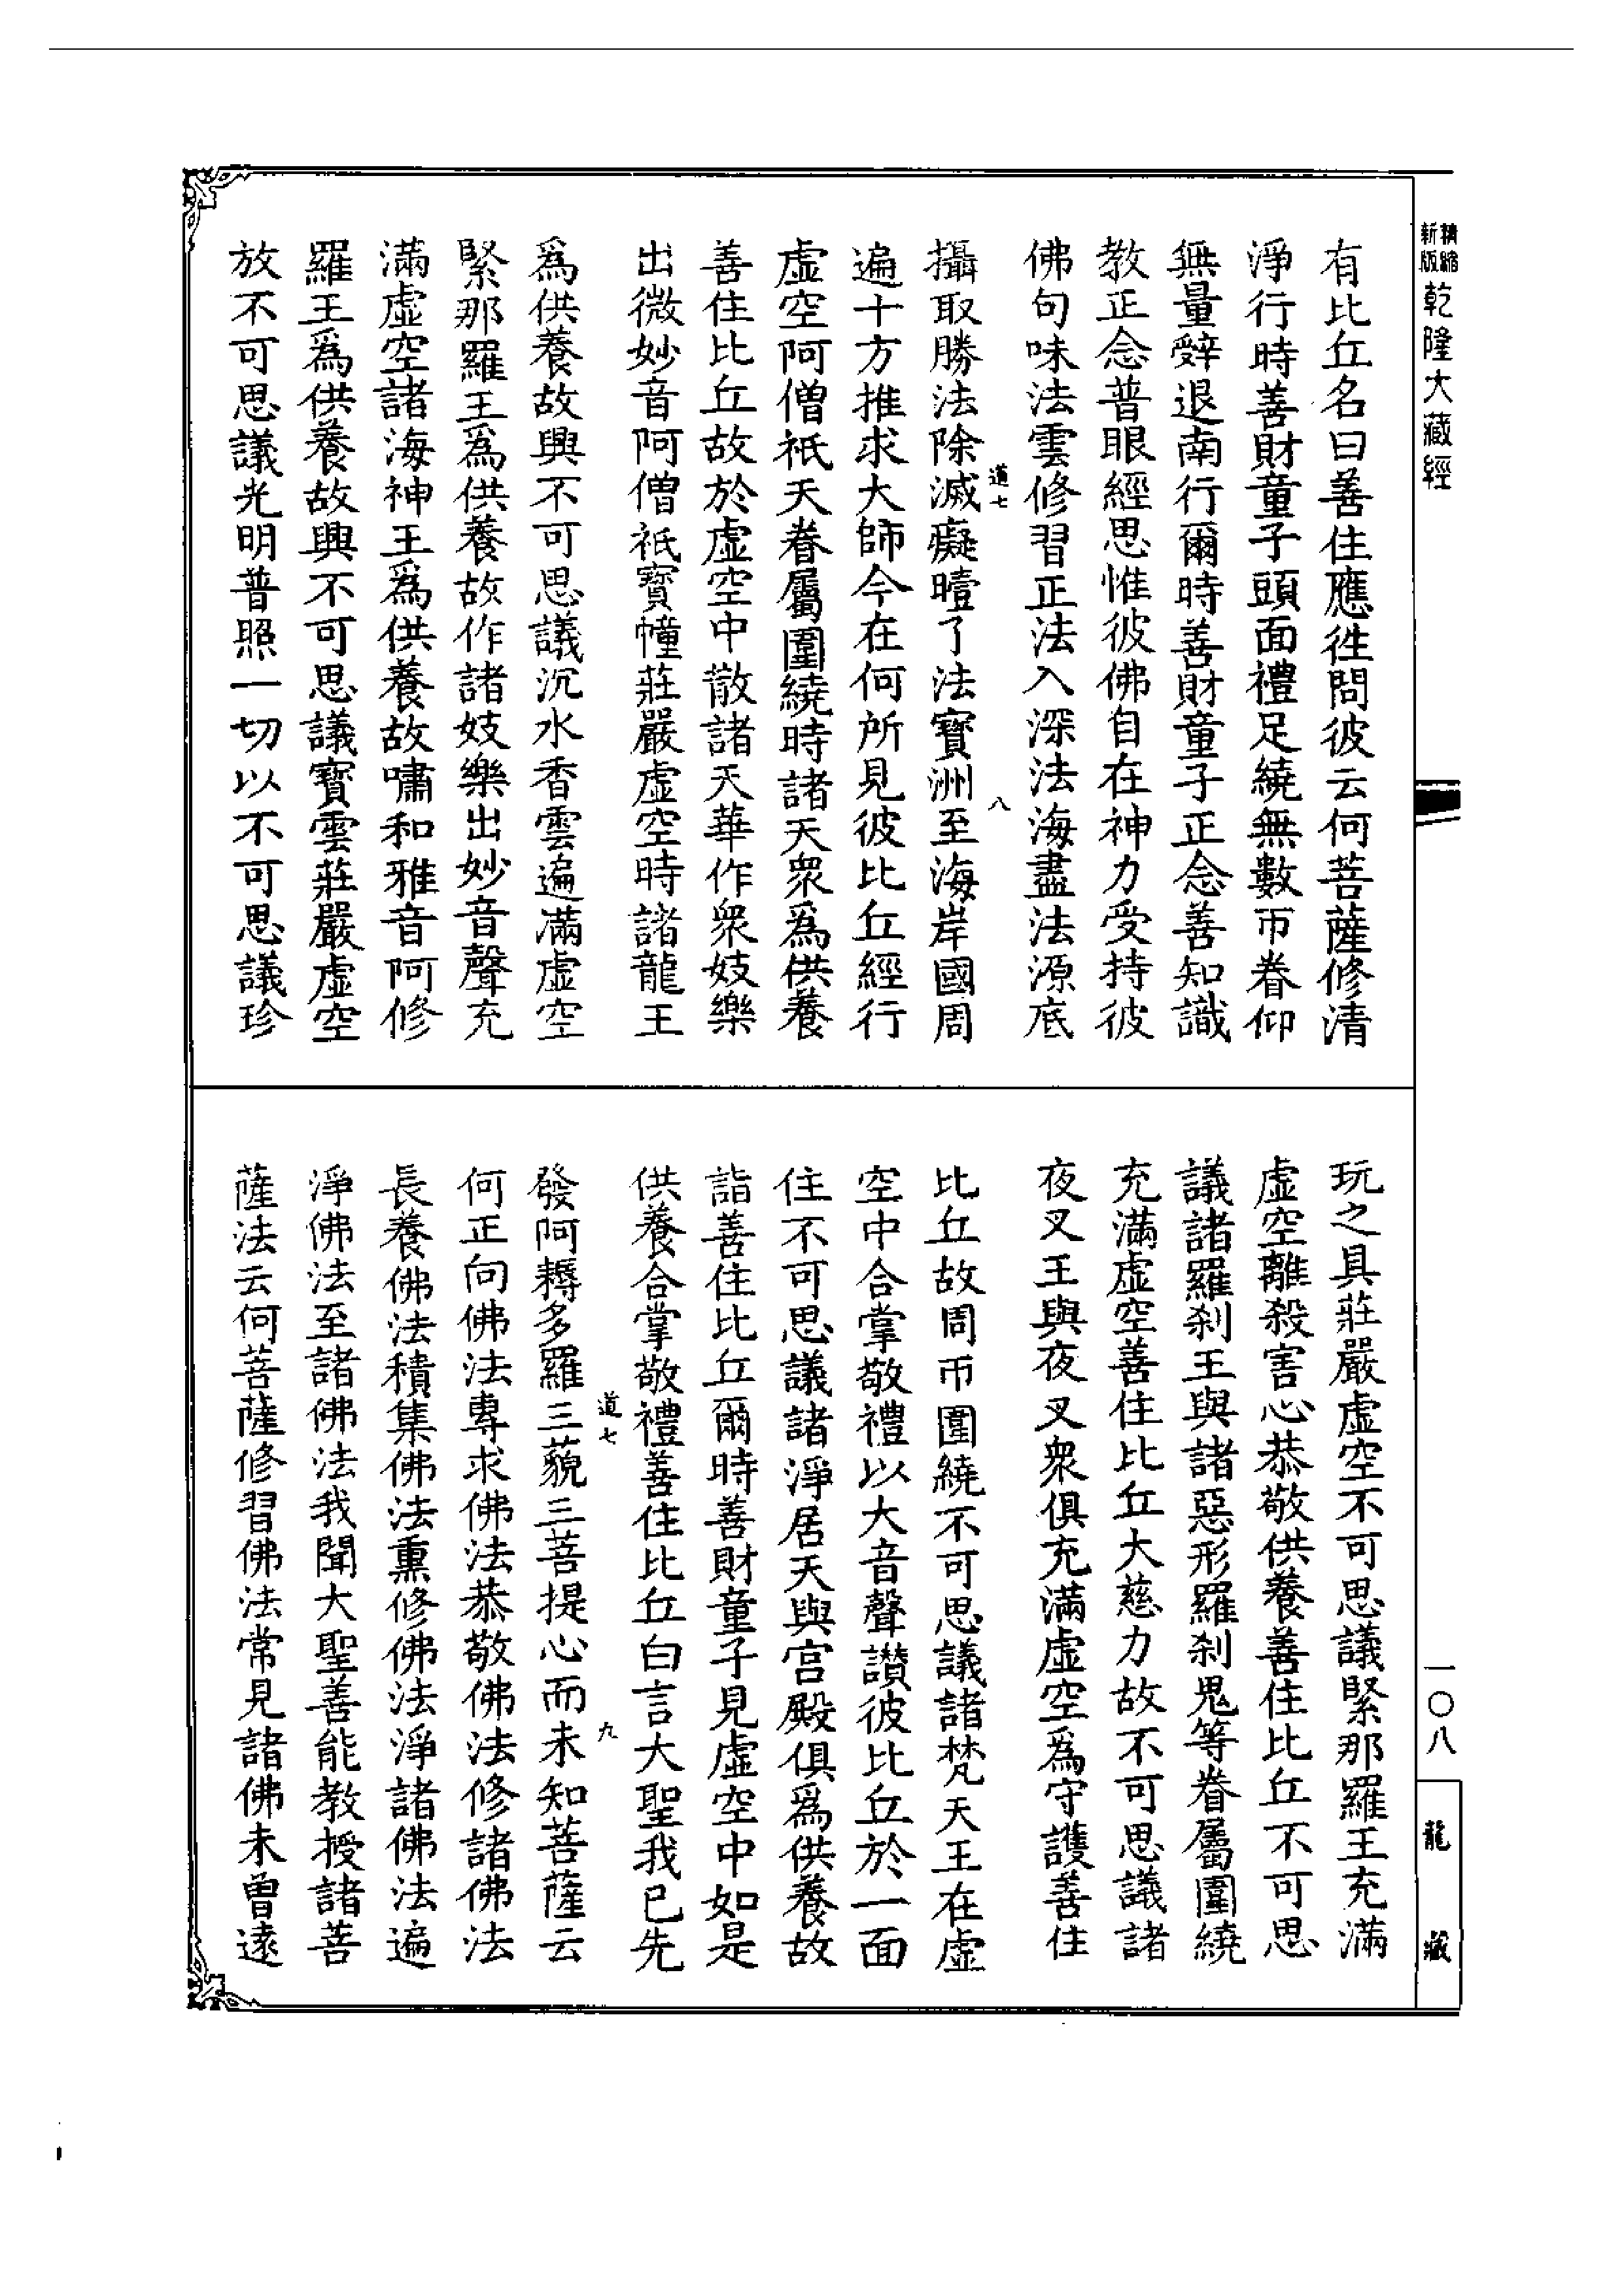 精縮新版乾隆大藏經
一〇八
龍藏
有比丘名曰善住應徃問彼云何菩薩修清
淨行時善財童子頭面禮足繞無數帀眷仰
無量辤退南行爾時善財童子正念善知識
教正念普眼經思惟彼佛自在神力受持彼
佛句味法雲修習正法入深法海盡法源底
道七
八
攝取勝法除滅癡曀了法寳洲至海岸國周
遍十方推求大師今在何所見彼比丘經行
虛空阿僧祇天眷屬圍繞時諸天衆爲供養
善住比丘故於虛空中散諸天華作衆妓樂
出微妙音阿僧祇寳幢莊嚴虛空時諸龍王
爲供養故興不可思議沉水香雲遍滿虛空
緊那羅王爲供養故作諸妓樂出妙音聲充
滿虛空諸海神王爲供養故嘯和雅音阿修
羅王爲供養故興不可思議寳雲莊嚴虛空
放不可思議光明普照一切以不可思議珍
玩之具莊嚴虛空不可思議緊那羅王充滿
虛空離殺害心恭敬供養善住比丘不可思
議諸羅刹王與諸惡形羅刹鬼等眷屬圍繞
充滿虛空善住比丘大慈力故不可思議諸
夜叉王與夜叉衆俱充滿虛空爲守護善住
比丘故周帀圍繞不可思議諸梵天王在虛
空中合掌敬禮以大音聲讃彼比丘於一面
住不可思議諸淨居天與宫殿俱爲供養故
詣善住比丘爾時善財童子見虛空中如是
供養合掌敬禮善住比丘白言大聖我已先
道七
九
發阿耨多羅三藐三菩提心而未知菩薩云
何正向佛法專求佛法恭敬佛法修諸佛法
長養佛法積集佛法熏修佛法淨諸佛法遍
淨佛法至諸佛法我聞大聖善能教授諸菩
薩法云何菩薩修習佛法常見諸佛未曽逺